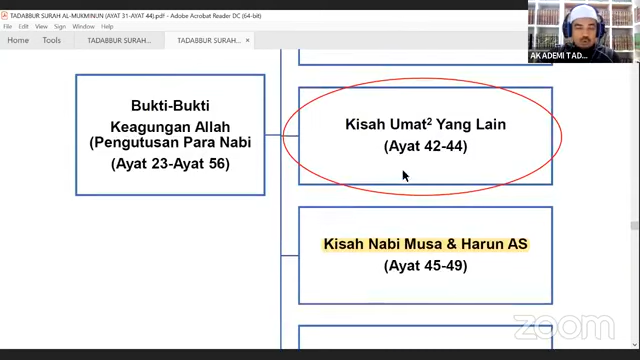 TADABBUR SURAH AL-MUKMINUN (AYAT 31-AYAT 44).pdf - Adobe Acrobat Reader DC (64-bit)
File Edit View Sign Window Help
Home Tools TADABBUR SURAH... TADABBUR SURAH... ×
AKADEMI TAD...
Bukti-Bukti
Keagungan Allah
(Pengutusan Para Nabi
(Ayat 23-Ayat 56)
Kisah Umat² Yang Lain
(Ayat 42-44)
Kisah Nabi Musa & Harun AS
(Ayat 45-49)
zoom